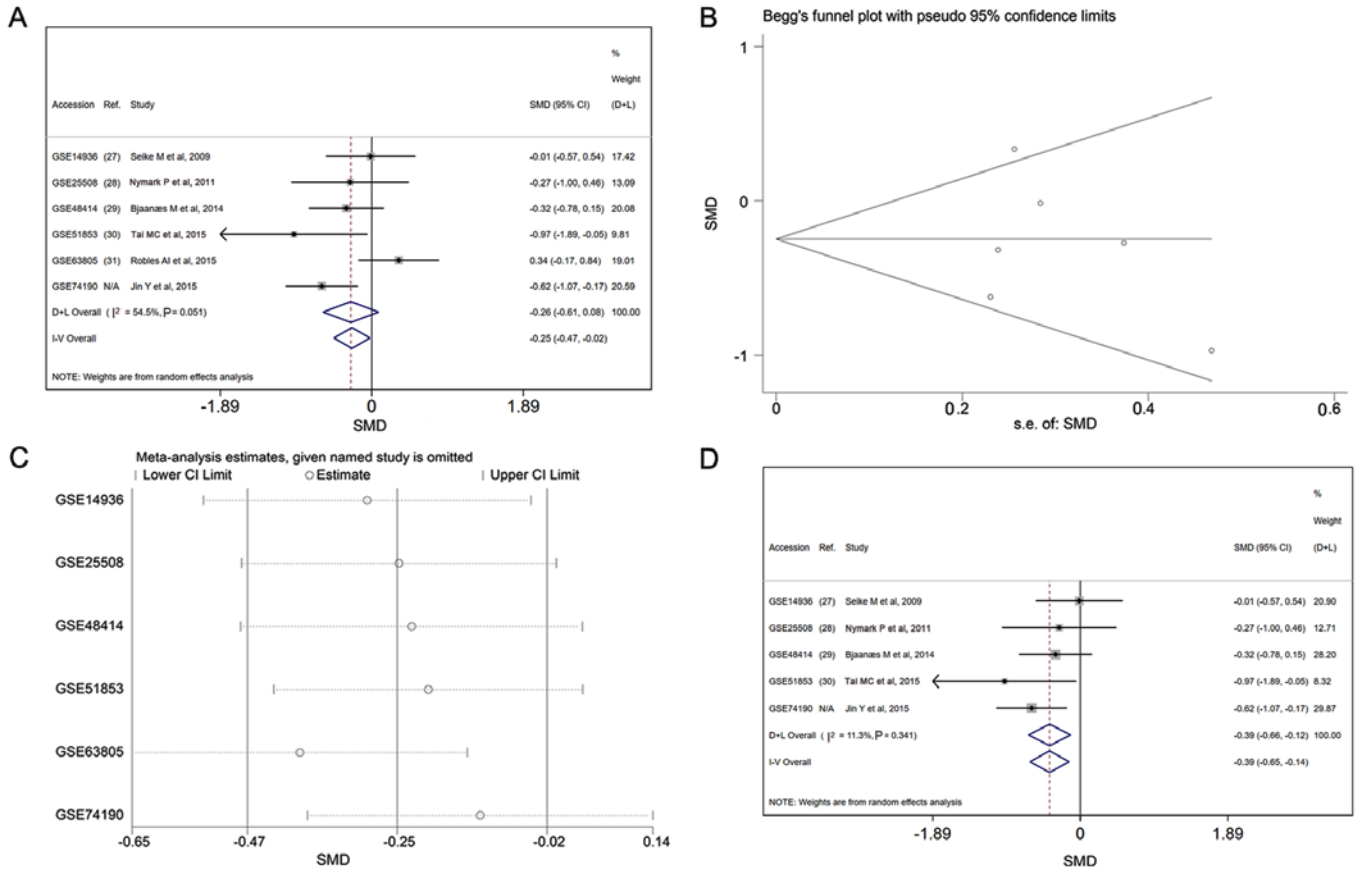 A
%
Weight
Accession Ref. Study SMD (95% CI) (D+L)
GSE14936 (27) Seike M et al, 2009 -0.01 (-0.57, 0.54) 17.42
GSE25508 (28) Nymark P et al, 2011 -0.27 (-1.00, 0.46) 13.09
GSE48414 (29) Bjaanæs M et al, 2014 -0.32 (-0.78, 0.15) 20.08
GSE51853 (30) Tai MC et al, 2015 -0.97 (-1.89, -0.05) 9.81
GSE63805 (31) Robles AI et al, 2015 0.34 (-0.17, 0.84) 19.01
GSE74190 N/A Jin Y et al, 2015 -0.62 (-1.07, -0.17) 20.59
D+L Overall ( I² = 54.5%, P = 0.051) -0.26 (-0.61, 0.08) 100.00
I-V Overall -0.25 (-0.47, -0.02)
NOTE: Weights are from random effects analysis
-1.89 0 1.89
SMD
B
Begg's funnel plot with pseudo 95% confidence limits
1
0
-1
SMD
0 0.2 0.4 0.6
s.e. of: SMD
C
Meta-analysis estimates, given named study is omitted
Lower CI Limit Estimate Upper CI Limit
GSE14936
GSE25508
GSE48414
GSE51853
GSE63805
GSE74190
-0.65 -0.47 -0.25 -0.02 0.14
SMD
D
%
Weight
Accession Ref. Study SMD (95% CI) (D+L)
GSE14936 (27) Seike M et al, 2009 -0.01 (-0.57, 0.54) 20.90
GSE25508 (28) Nymark P et al, 2011 -0.27 (-1.00, 0.46) 12.71
GSE48414 (29) Bjaanæs M et al, 2014 -0.32 (-0.78, 0.15) 28.20
GSE51853 (30) Tai MC et al, 2015 -0.97 (-1.89, -0.05) 8.32
GSE74190 N/A Jin Y et al, 2015 -0.62 (-1.07, -0.17) 29.87
D+L Overall ( I² = 11.3%, P = 0.341) -0.39 (-0.66, -0.12) 100.00
I-V Overall -0.39 (-0.65, -0.14)
NOTE: Weights are from random effects analysis
-1.89 0 1.89
SMD